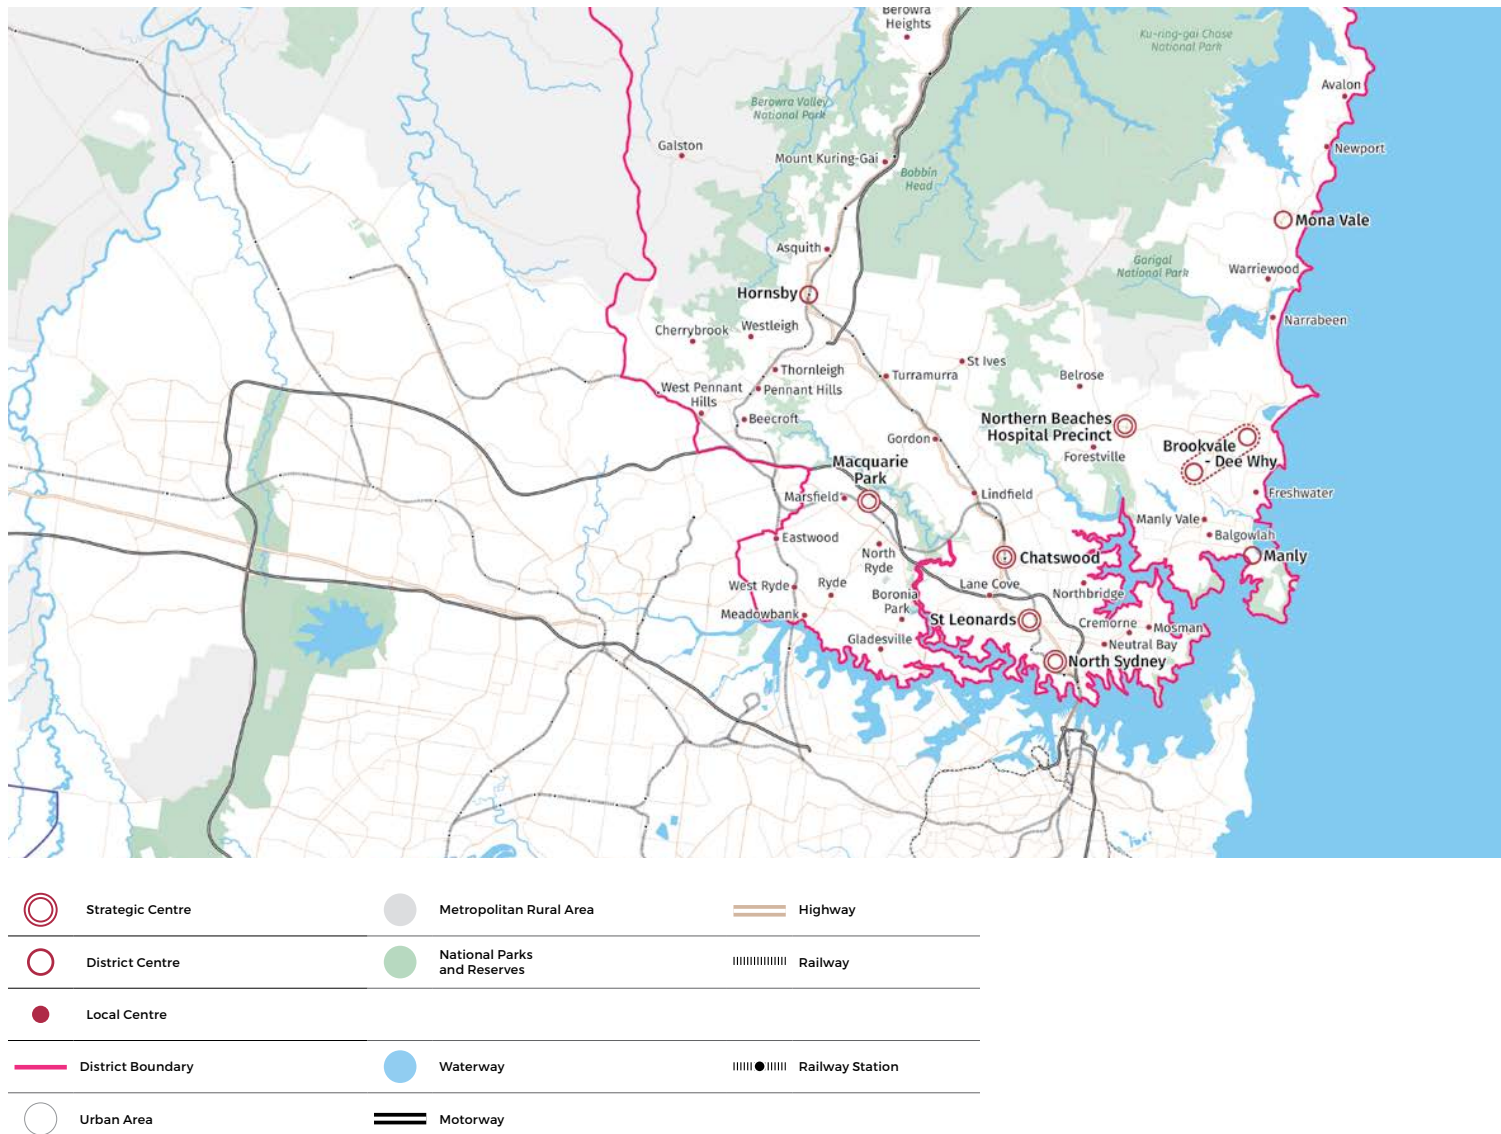 Berowra
Heights
Ku-ring-gai Chase
National Park
Avalon
Berowra Valley
National Park
Galston
Mount Kuring-Gai
Newport
Bobbin
Head
Mona Vale
Asquith
Garigal
National Park
Warriewood
Hornsby
Narrabeen
Cherrybrook
Westleigh
St Ives
Thornleigh
Turramurra
Belrose
West Pennant
Hills
Pennant Hills
Beecroft
Northern Beaches
Hospital Precinct
Gordon
Forestville
Brookvale
- Dee Why
Macquarie
Park
Marsfield
Lindfield
Freshwater
Manly Vale
Balgowlah
Eastwood
North
Ryde
Chatswood
Manly
West Ryde
Ryde
Lane Cove
Northbridge
Boronia
Park
Meadowbank
St Leonards
Cremorne
Mosman
Gladesville
Neutral Bay
North Sydney
Strategic Centre
Metropolitan Rural Area
Highway
District Centre
National Parks
and Reserves
Railway
Local Centre
District Boundary
Waterway
Railway Station
Urban Area
Motorway